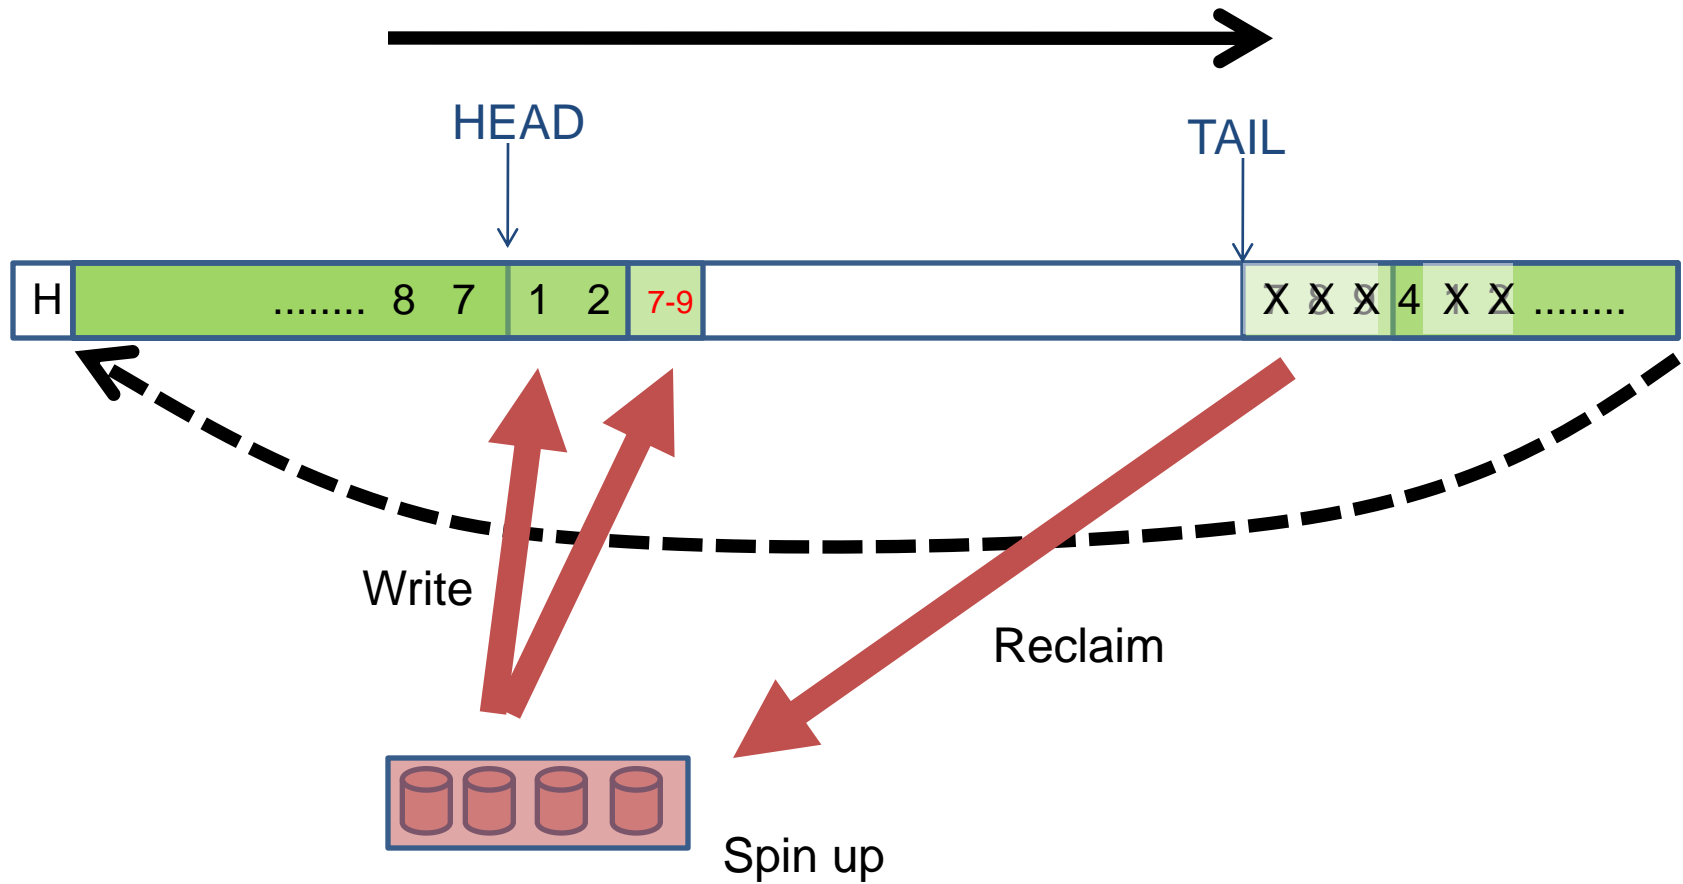 HEAD
TAIL
H ........ 8 7 1 2 7-9 X X X 4 X X ........
Write
Reclaim
Spin up